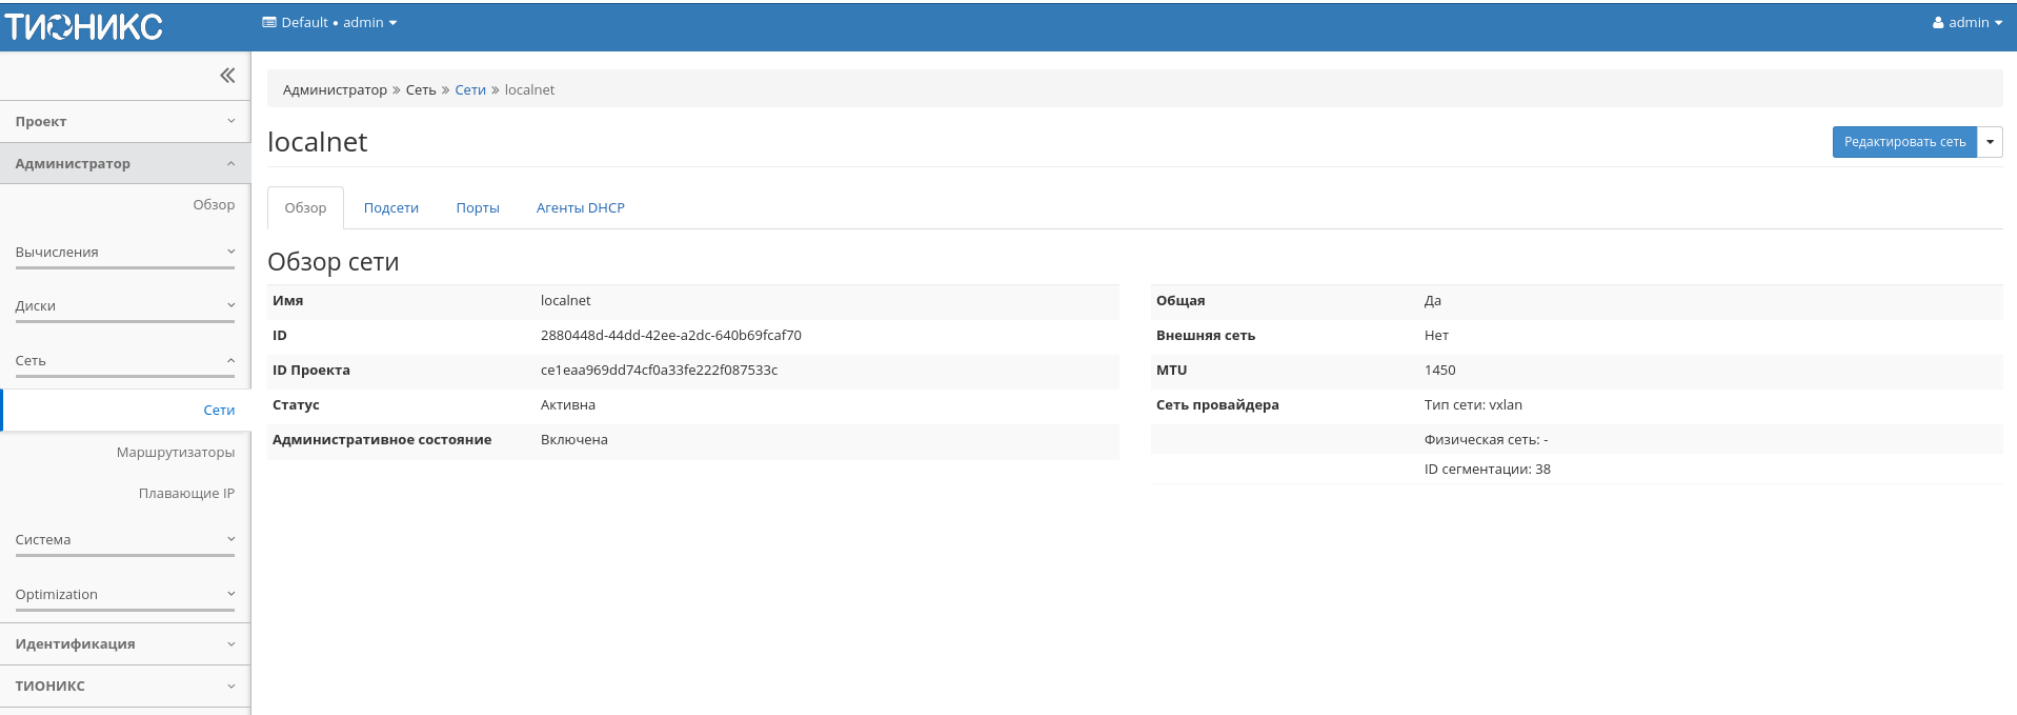 ТИОНИКС
Default • admin
admin
Администратор » Сеть » Сети » localnet
Проект
Администратор
Обзор
Вычисления
Диски
Сеть
Сети
Маршрутизаторы
Плавающие IP
Система
Optimization
Идентификация
ТИОНИКС
localnet
Редактировать сеть
Обзор Подсети Порты Агенты DHCP
Обзор сети
Имя localnet
ID 2880448d-44dd-42ee-a2dc-640b69fcaf70
ID Проекта ce1eaa969dd74cf0a33fe222f087533c
Статус Активна
Административное состояние Включена
Общая Да
Внешняя сеть Нет
MTU 1450
Сеть провайдера Тип сети: vxlan
Физическая сеть: -
ID сегментации: 38